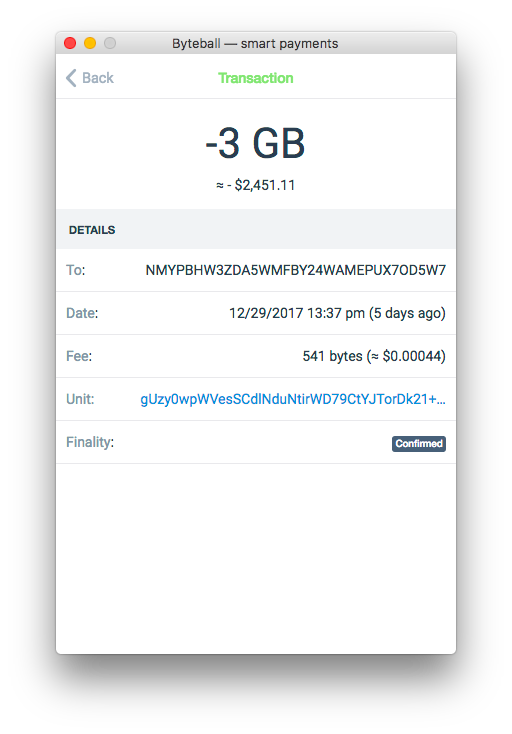 Byteball — smart payments
Back
Transaction
-3 GB
≈ - $2,451.11
DETAILS
To: NMYPBHW3ZDA5WMFBY24WAMEPUX7OD5W7
Date: 12/29/2017 13:37 pm (5 days ago)
Fee: 541 bytes (≈ $0.00044)
Unit: gUzy0wpWVesSCdlNduNtirWD79CtYJTorDk21+...
Finality: Confirmed